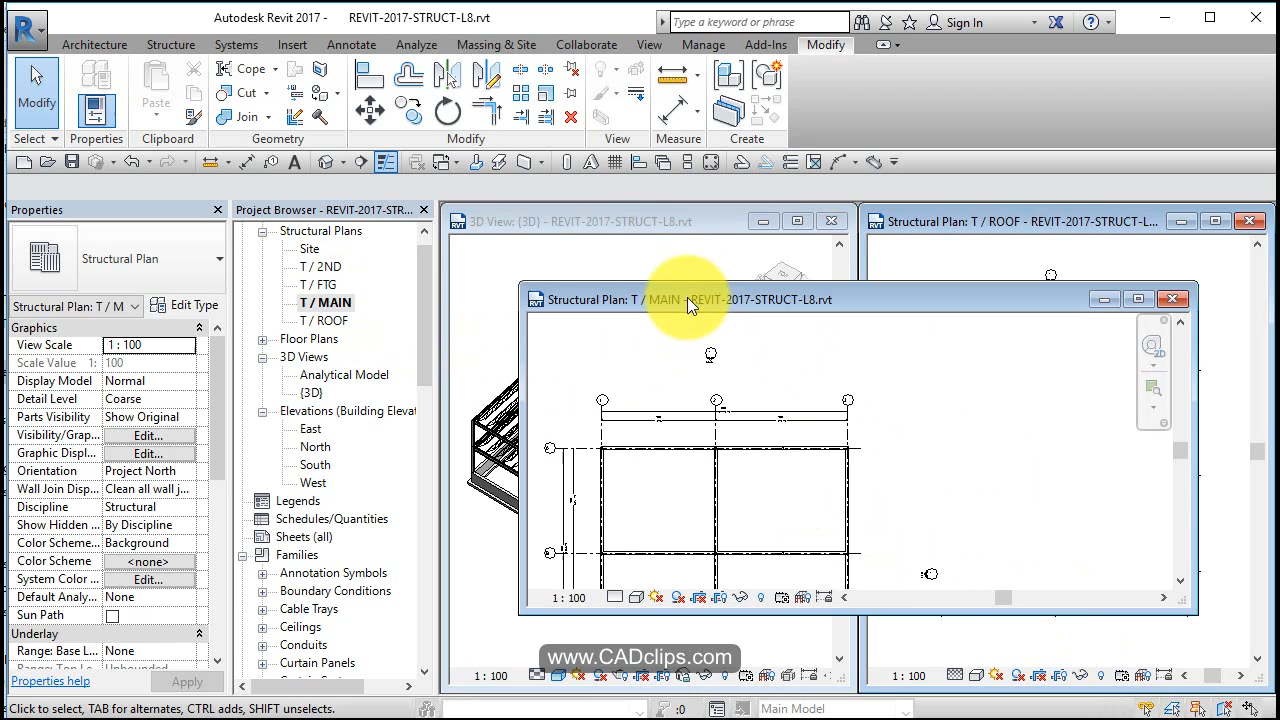 Autodesk Revit 2017 - REVIT-2017-STRUCT-L8.rvt
Type a keyword or phrase
Sign In
Architecture Structure Systems Insert Annotate Analyze Massing & Site Collaborate View Manage Add-Ins Modify
Modify
Paste
Cope
Cut
Join
Select Properties Clipboard Geometry Modify View Measure Create
Properties
Structural Plan
Structural Plan: T / M
Edit Type
Graphics
View Scale 1 : 100
Scale Value 1: 100
Display Model Normal
Detail Level Coarse
Parts Visibility Show Original
Visibility/Grap... Edit...
Graphic Displ... Edit...
Orientation Project North
Wall Join Disp... Clean all wall j...
Discipline Structural
Show Hidden ... By Discipline
Color Scheme... Background
Color Scheme <none>
System Color ... Edit...
Default Analy... None
Sun Path
Underlay
Range: Base L... None
Properties help
Apply
Project Browser - REVIT-2017-STR...
Structural Plans
Site
T / 2ND
T / FTG
T / MAIN
T / ROOF
Floor Plans
3D Views
Analytical Model
{3D}
Elevations (Building Elevat
East
North
South
West
Legends
Schedules/Quantities
Sheets (all)
Families
Annotation Symbols
Boundary Conditions
Cable Trays
Ceilings
Conduits
Curtain Panels
3D View: {3D} - REVIT-2017-STRUCT-L8.rvt
Structural Plan: T / ROOF - REVIT-2017-STRUCT-L...
Structural Plan: T / MAIN - REVIT-2017-STRUCT-L8.rvt
2D
1 : 100
www.CADclips.com
1 : 100
1 : 100
Click to select, TAB for alternates, CTRL adds, SHIFT unselects.
:0
Main Model